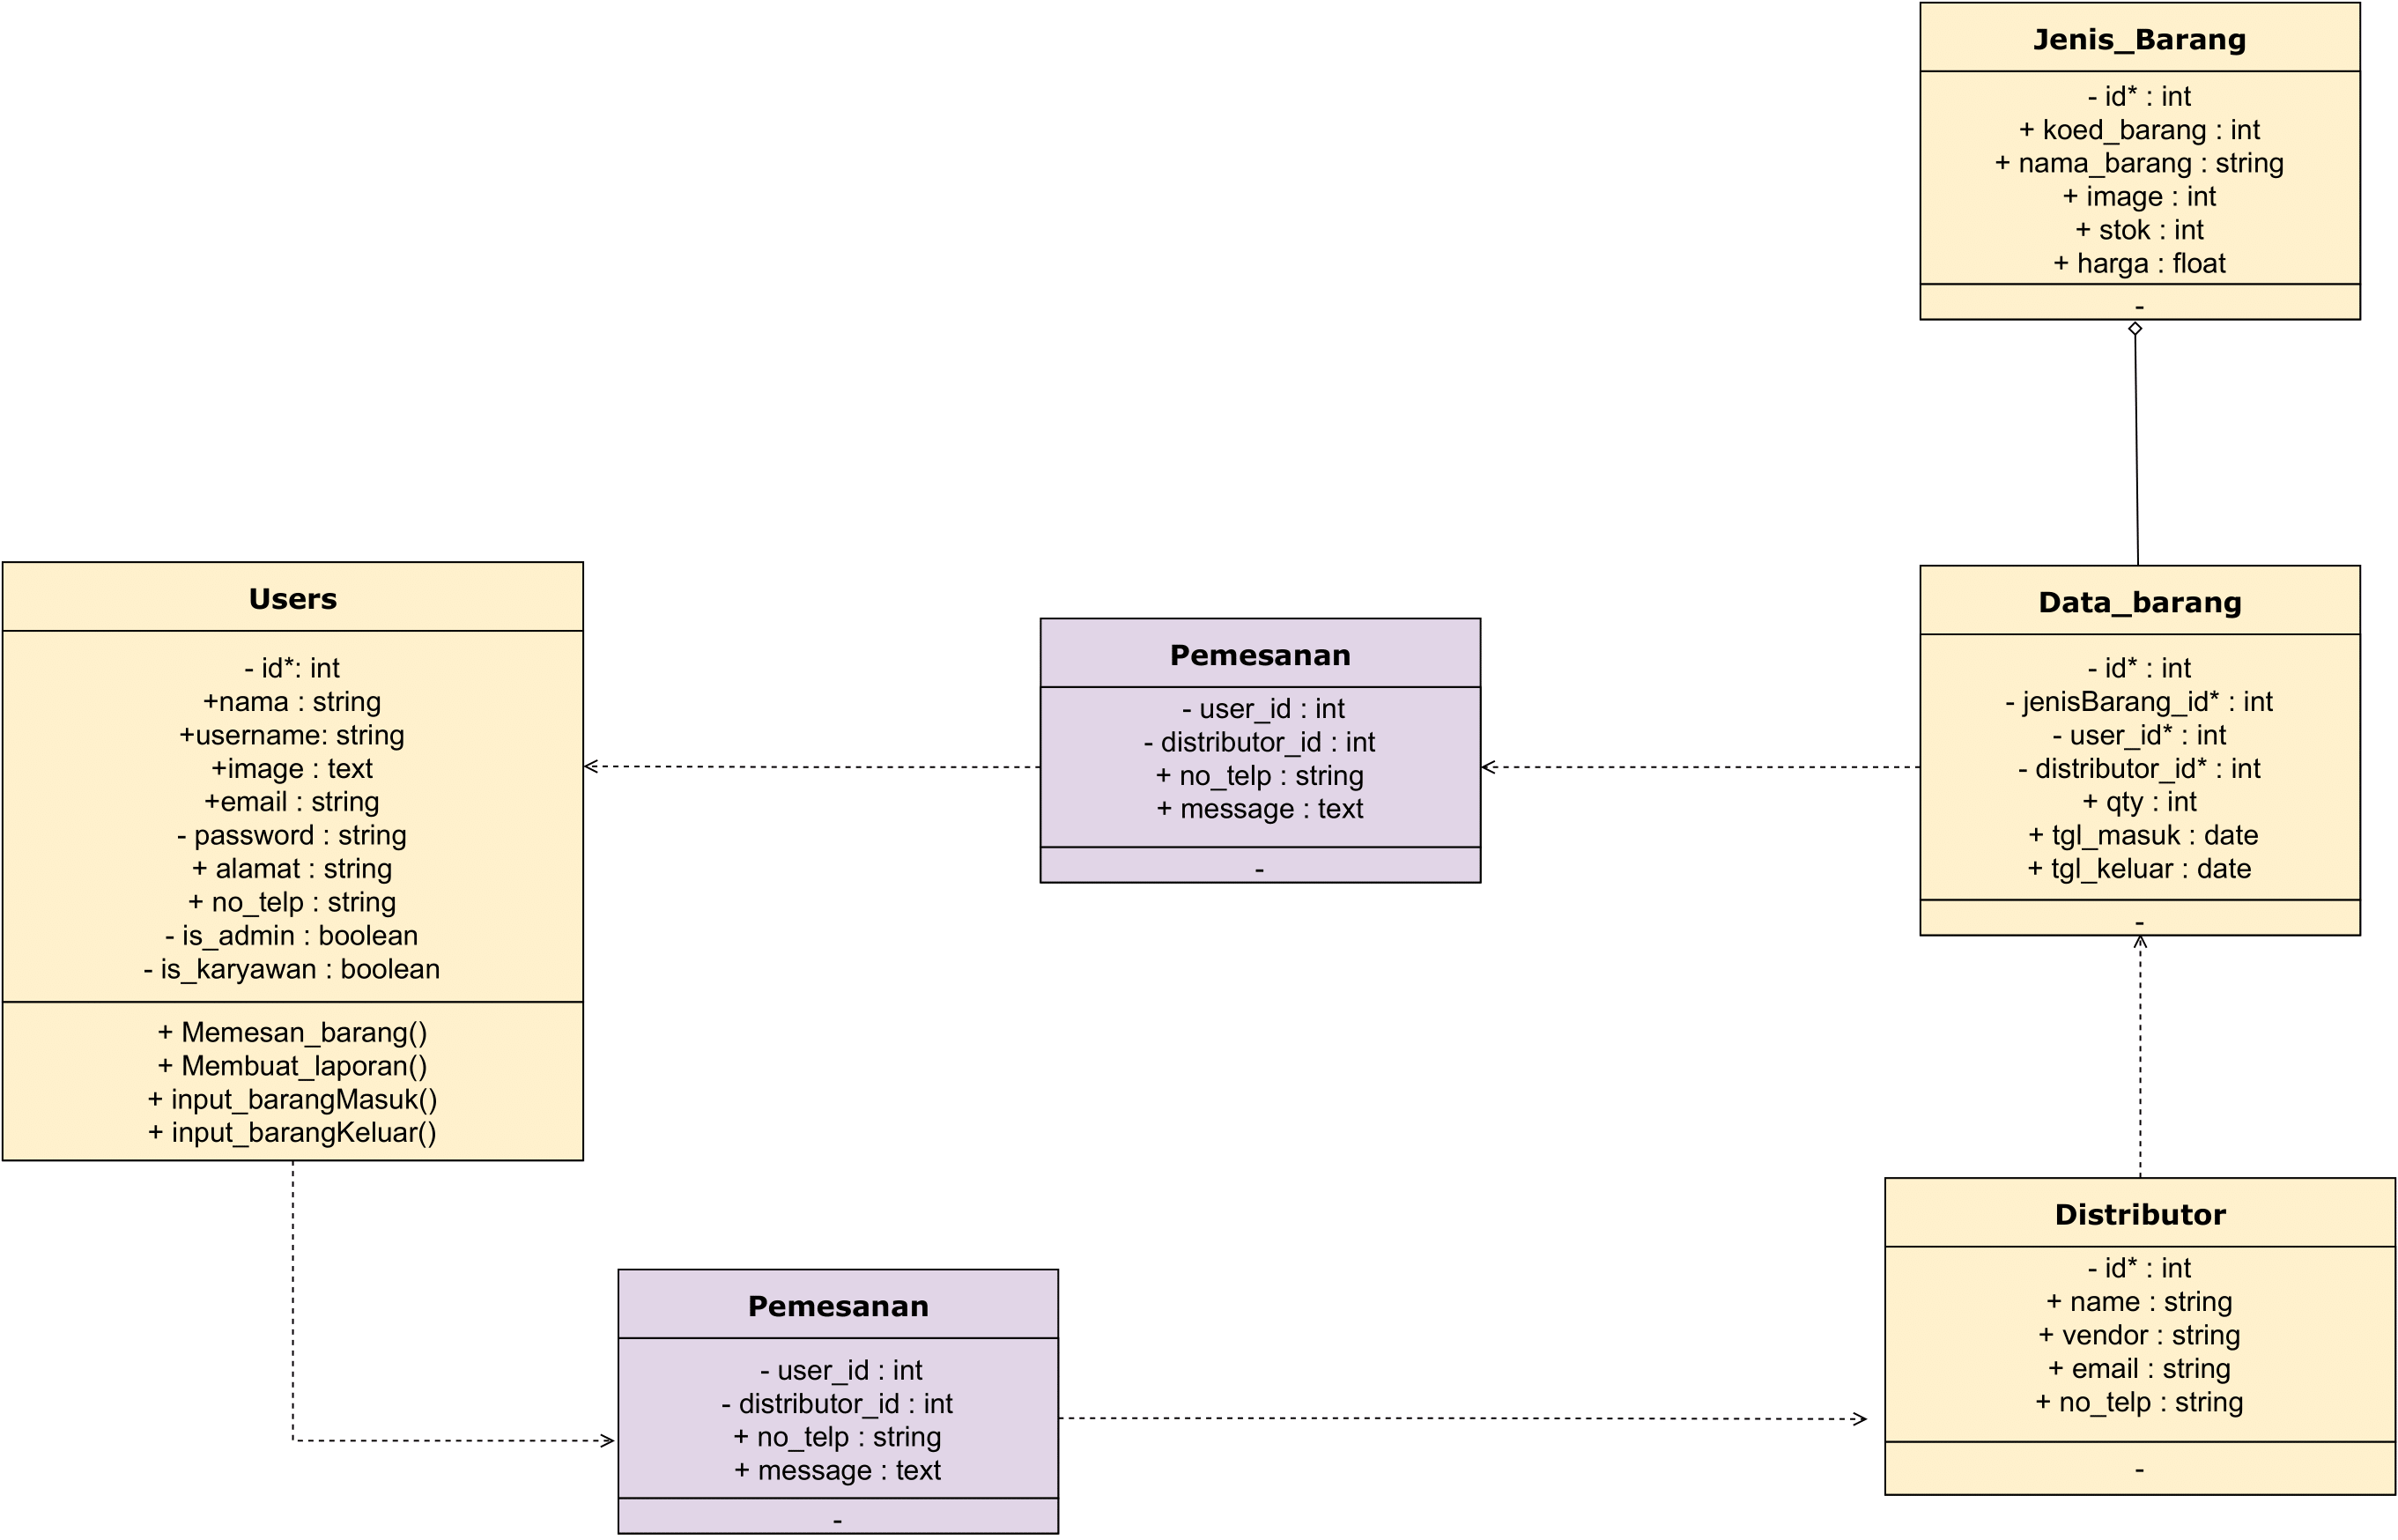 Jenis_Barang
- id* : int
+ koed_barang : int
+ nama_barang : string
+ image : int
+ stok : int
+ harga : float
-
Users
- id*: int
+nama : string
+username: string
+image : text
+email : string
- password : string
+ alamat : string
+ no_telp : string
- is_admin : boolean
- is_karyawan : boolean
+ Memesan_barang()
+ Membuat_laporan()
+ input_barangMasuk()
+ input_barangKeluar()
Pemesanan
- user_id : int
- distributor_id : int
+ no_telp : string
+ message : text
-
Data_barang
- id* : int
- jenisBarang_id* : int
- user_id* : int
- distributor_id* : int
+ qty : int
+ tgl_masuk : date
+ tgl_keluar : date
-
Pemesanan
- user_id : int
- distributor_id : int
+ no_telp : string
+ message : text
-
Distributor
- id* : int
+ name : string
+ vendor : string
+ email : string
+ no_telp : string
-